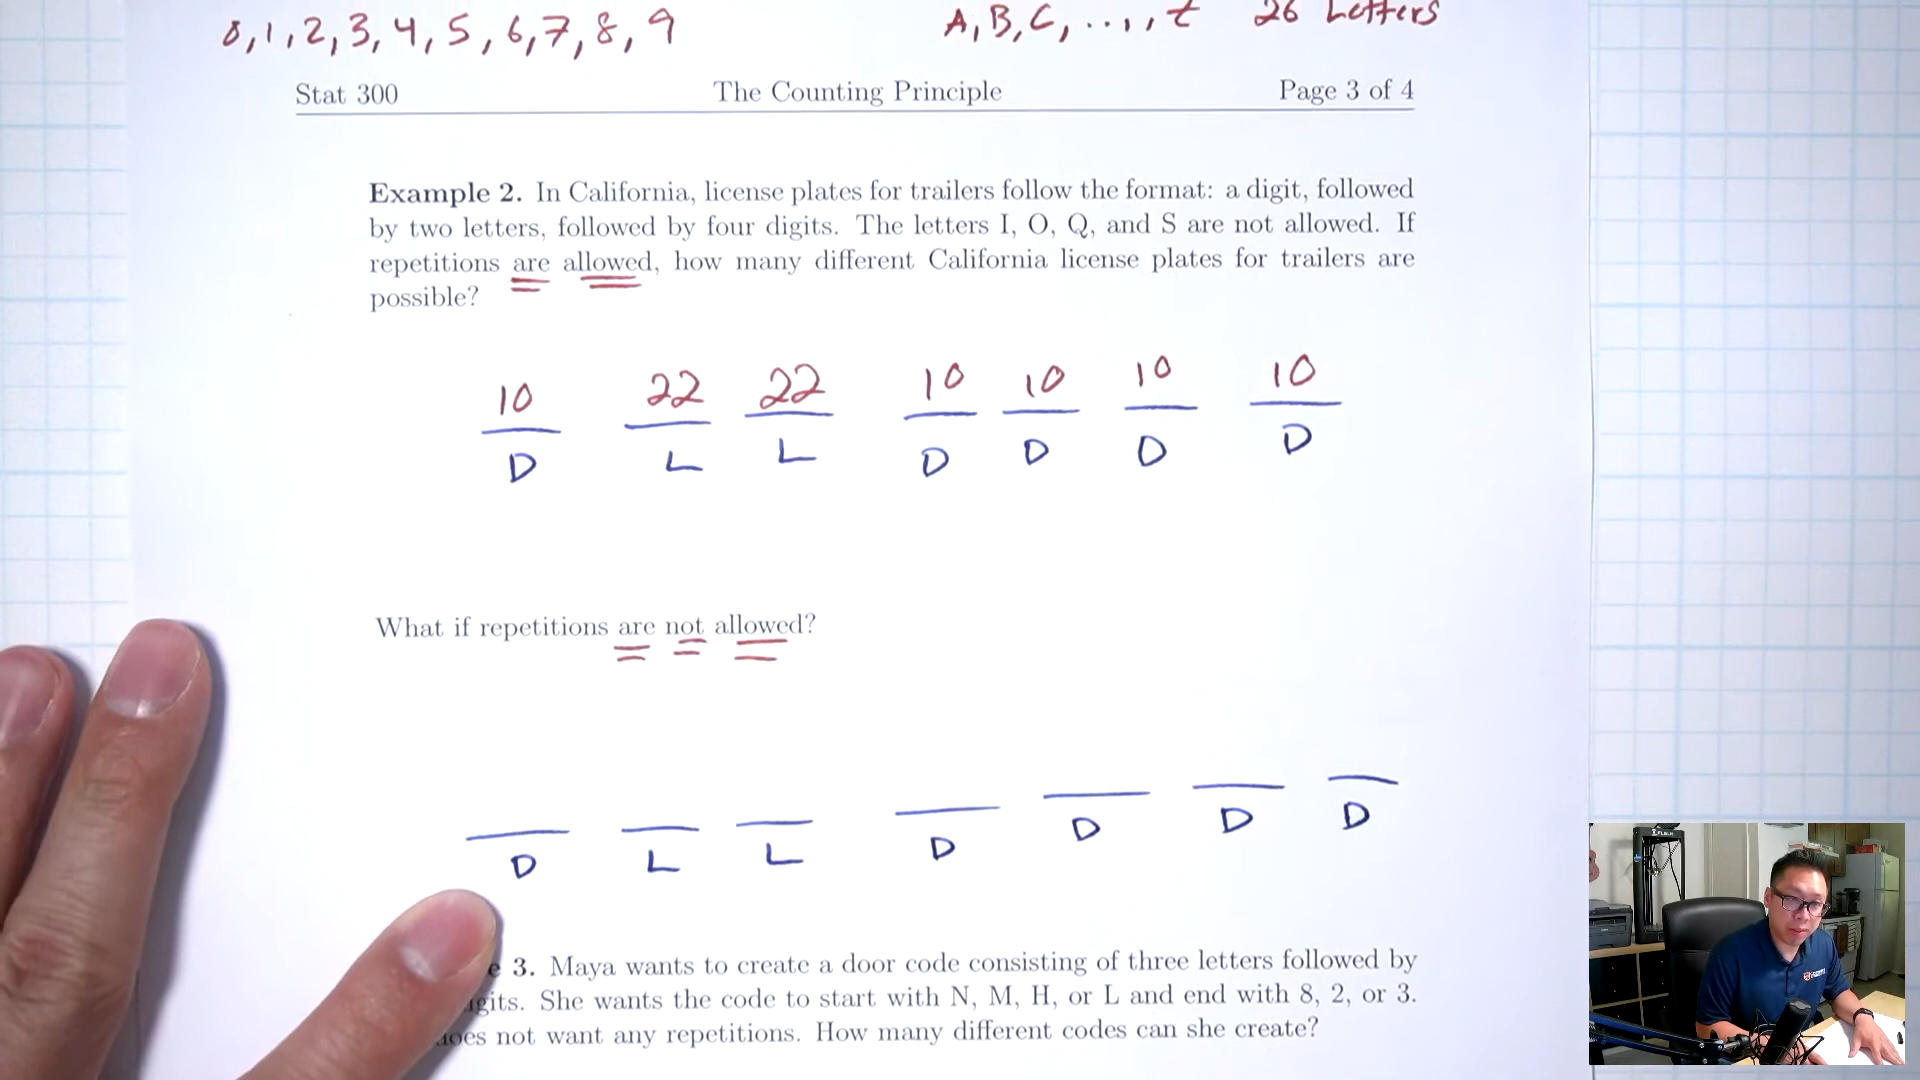 0,1,2,3,4,5,6,7,8,9 A,B,C,...,,Z 26 Letters
Stat 300 The Counting Principle Page 3 of 4
Example 2. In California, license plates for trailers follow the format: a digit, followed
by two letters, followed by four digits. The letters I, O, Q, and S are not allowed. If
repetitions are allowed, how many different California license plates for trailers are
possible?
10 22 22 10 10 10 10
D L L D D D D
What if repetitions are not allowed?
D L L D D D D
3. Maya wants to create a door code consisting of three letters followed by
She wants the code to start with N, M, H, or L and end with 8, 2, or 3.
not want any repetitions. How many different codes can she create?